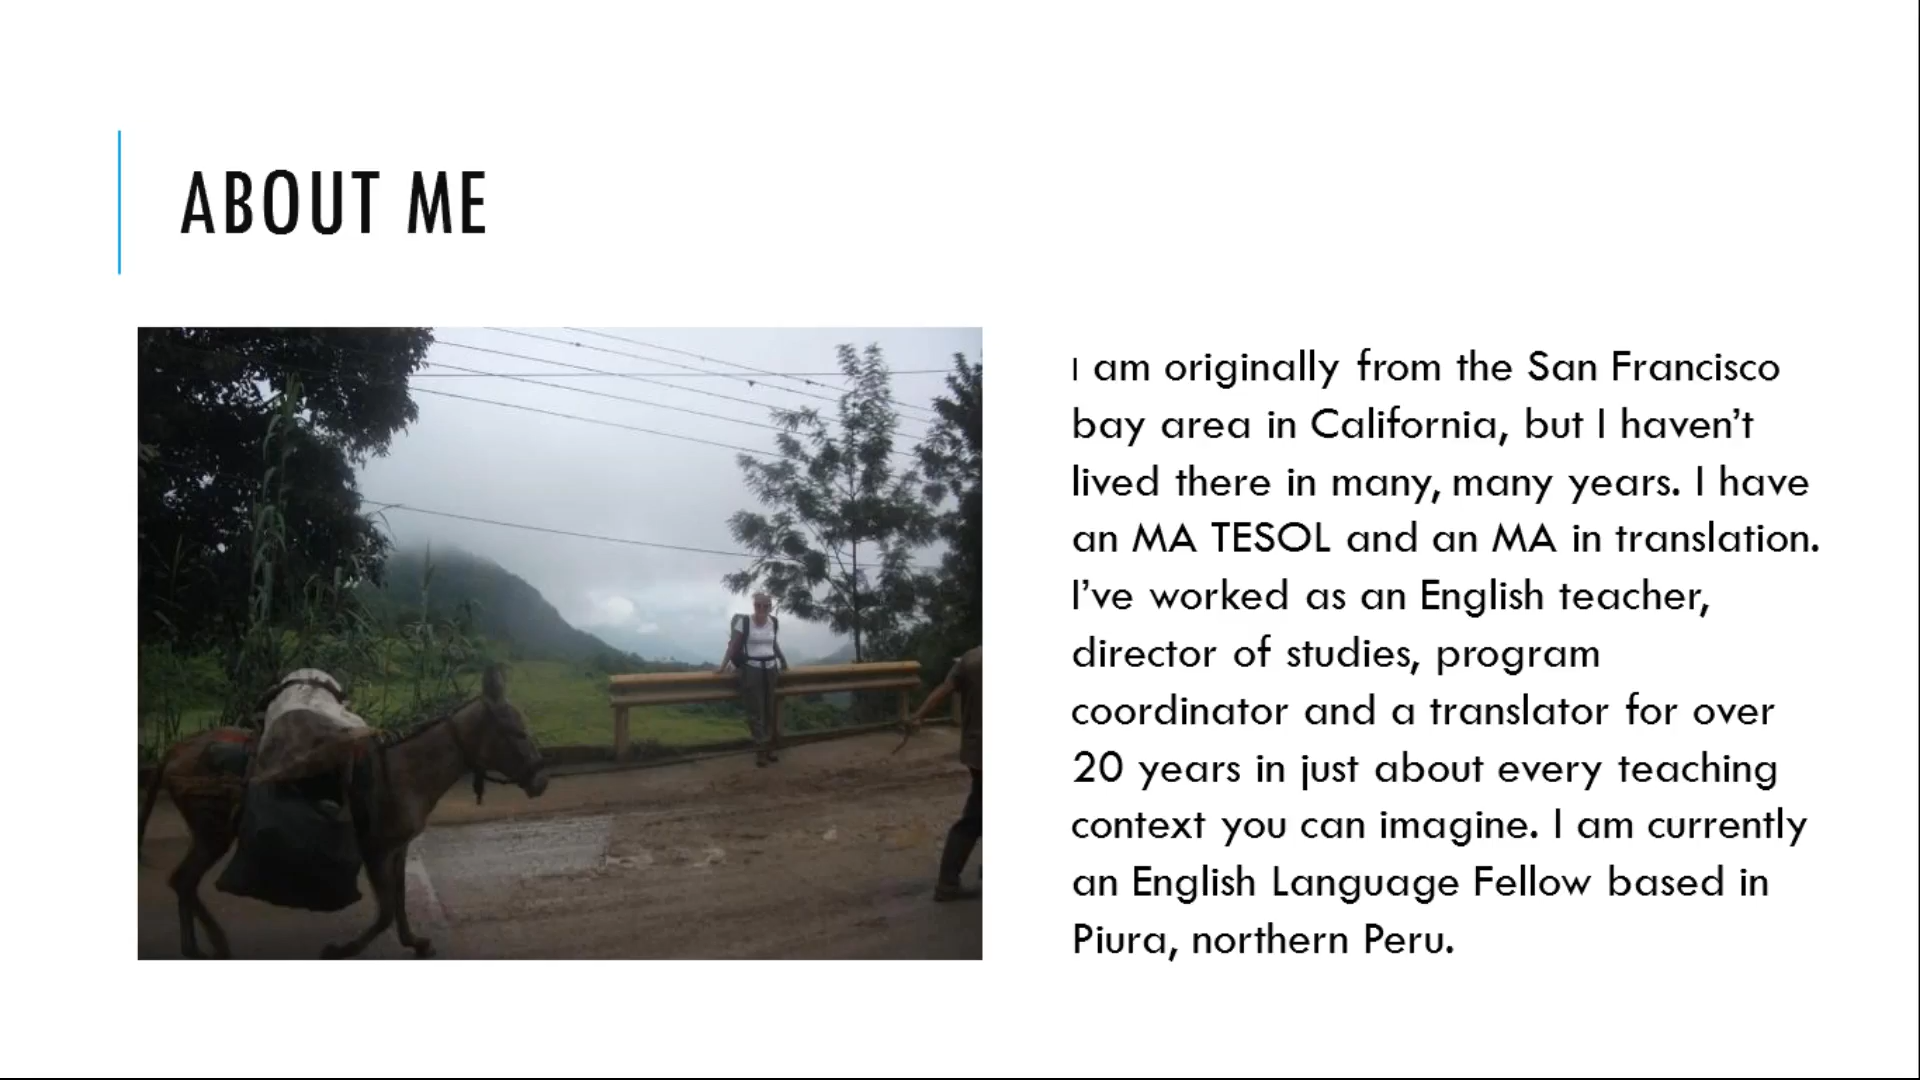 ABOUT ME
I am originally from the San Francisco
bay area in California, but I haven’t
lived there in many, many years. I have
an MA TESOL and an MA in translation.
I’ve worked as an English teacher,
director of studies, program
coordinator and a translator for over
20 years in just about every teaching
context you can imagine. I am currently
an English Language Fellow based in
Piura, northern Peru.